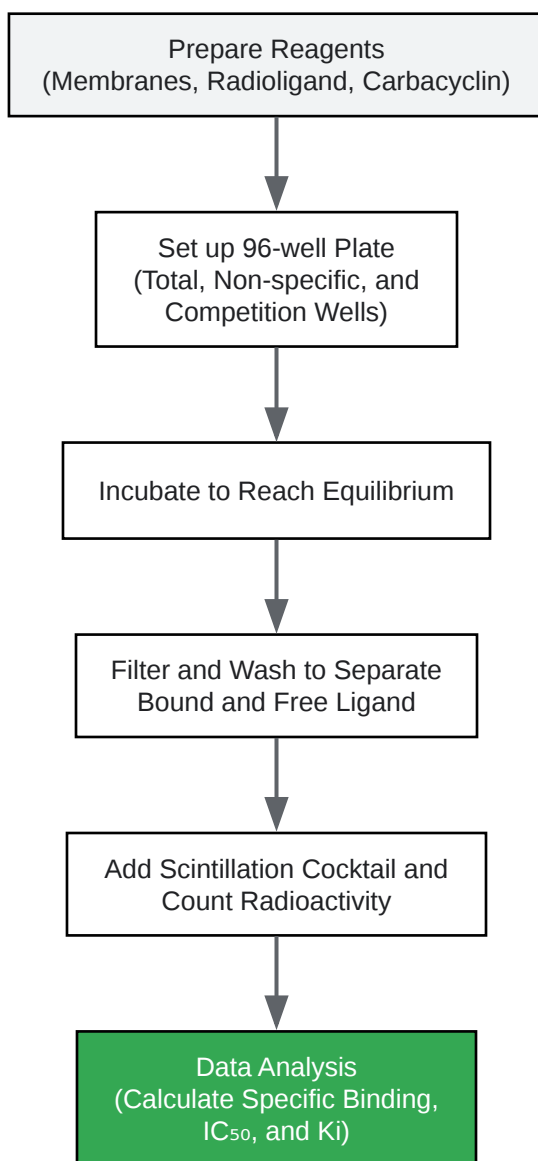 Prepare Reagents
(Membranes, Radioligand, Carbacyclin)
Set up 96-well Plate
(Total, Non-specific, and
Competition Wells)
Incubate to Reach Equilibrium
Filter and Wash to Separate
Bound and Free Ligand
Add Scintillation Cocktail and
Count Radioactivity
Data Analysis
(Calculate Specific Binding,
IC₅₀, and Ki)